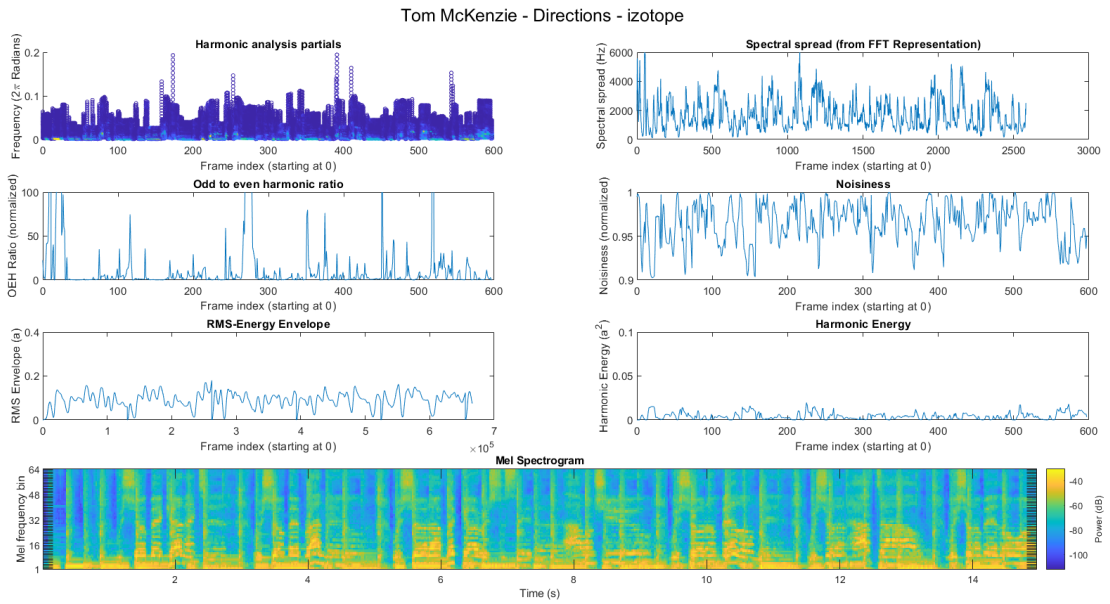 Tom McKenzie - Directions - izotope
Harmonic analysis partials
Frequency (2π Radians)
0.2
0.1
0
0 100 200 300 400 500 600
Frame index (starting at 0)
Spectral spread (from FFT Representation)
Spectral spread (Hz)
6000
4000
2000
0
0 500 1000 1500 2000 2500 3000
Frame index (starting at 0)
Odd to even harmonic ratio
OEH Ratio (normalized)
100
50
0
0 100 200 300 400 500 600
Frame index (starting at 0)
Noisiness
Noisiness (normalized)
1
0.95
0.9
0 100 200 300 400 500 600
Frame index (starting at 0)
RMS-Energy Envelope
RMS Envelope (a)
0.4
0.2
0
0 1 2 3 4 5 6 7
Frame index (starting at 0)
×10^5
Harmonic Energy
Harmonic Energy (a^2)
0.1
0.05
0
0 100 200 300 400 500 600
Frame index (starting at 0)
Mel Spectrogram
Mel frequency bin
64
48
32
16
1
2 4 6 8 10 12 14
Time (s)
-40
-60
-80
-100
Power (dB)